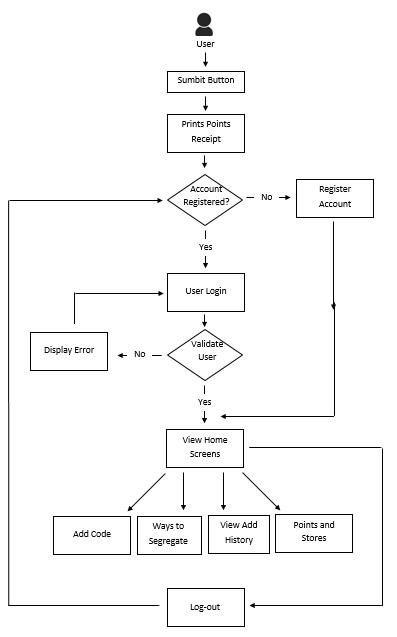 User
Sumbit Button
Prints Points
Receipt
Account
Registered?
No
Register
Account
Yes
User Login
Validate
User
No
Display Error
Yes
View Home
Screens
Add Code
Ways to
Segregate
View Add
History
Points and
Stores
Log-out